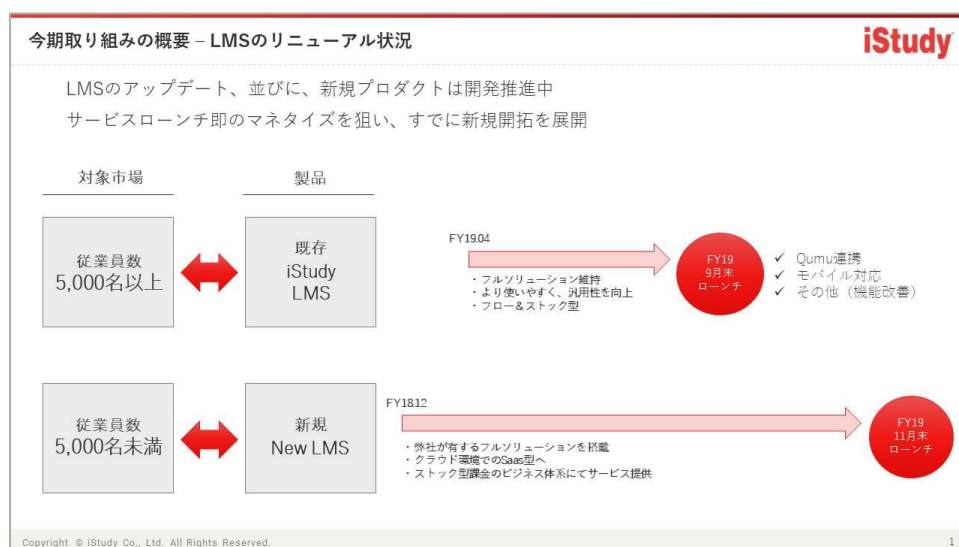 今期取り組みの概要 – LMSのリニューアル状況
iStudy
LMSのアップデート、並びに、新規プロダクトは開発推進中
サービスローンチ即のマネタイズを狙い、すでに新規開拓を展開
対象市場
製品
従業員数
5,000名以上
既存
iStudy
LMS
FY19.04
・フルソリューション維持
・より使いやすく、汎用性を向上
・フロー&ストック型
FY19
9月末
ローンチ
✓ Qumu連携
✓ モバイル対応
✓ その他（機能改善）
従業員数
5,000名未満
新規
New LMS
FY18.12
・弊社が有するフルソリューションを搭載
・クラウド環境でのSaas型へ
・ストック型課金のビジネス体系にてサービス提供
FY19
11月末
ローンチ
Copyright © iStudy Co., Ltd. All Rights Reserved.
1